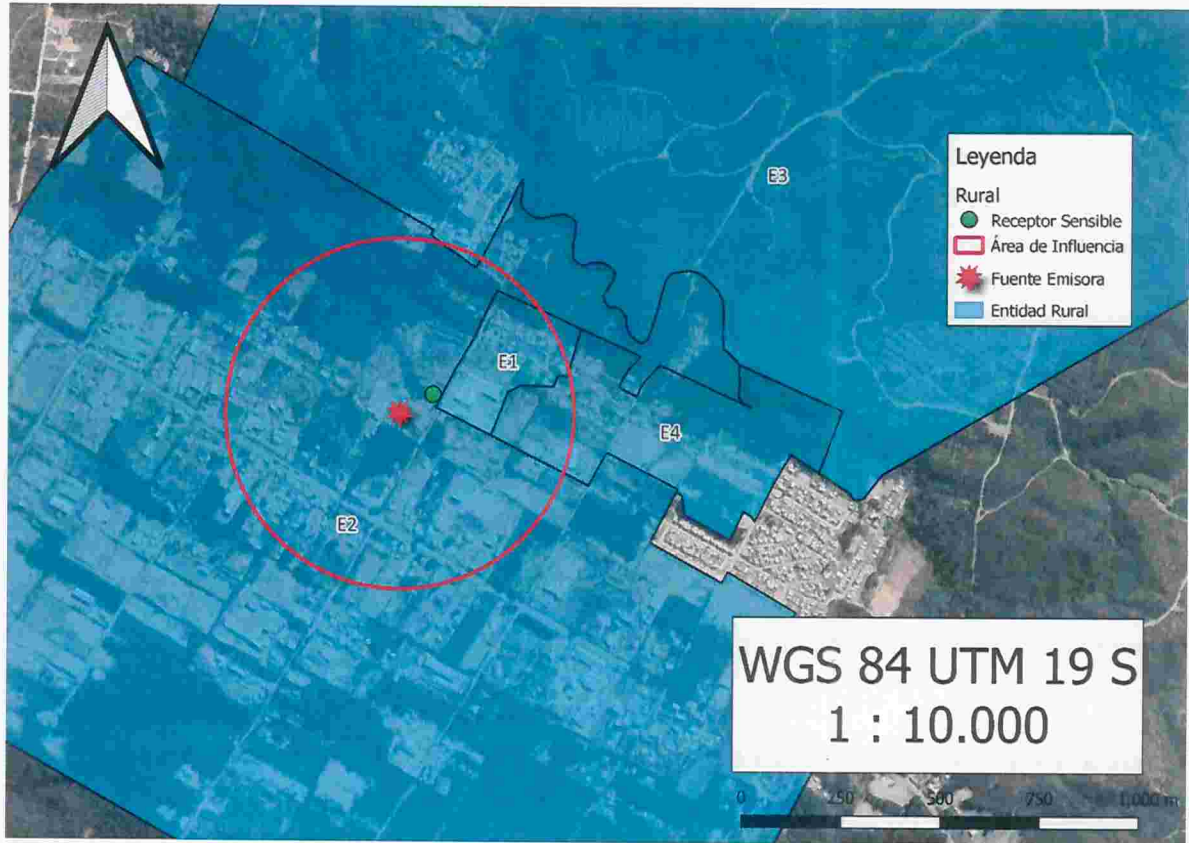 E3
Leyenda
Rural
Receptor Sensible
Área de Influencia
Fuente Emisora
Entidad Rural
E1
E4
E2
WGS 84 UTM 19 S
1 : 10.000
0 250 500 750 1,000 m